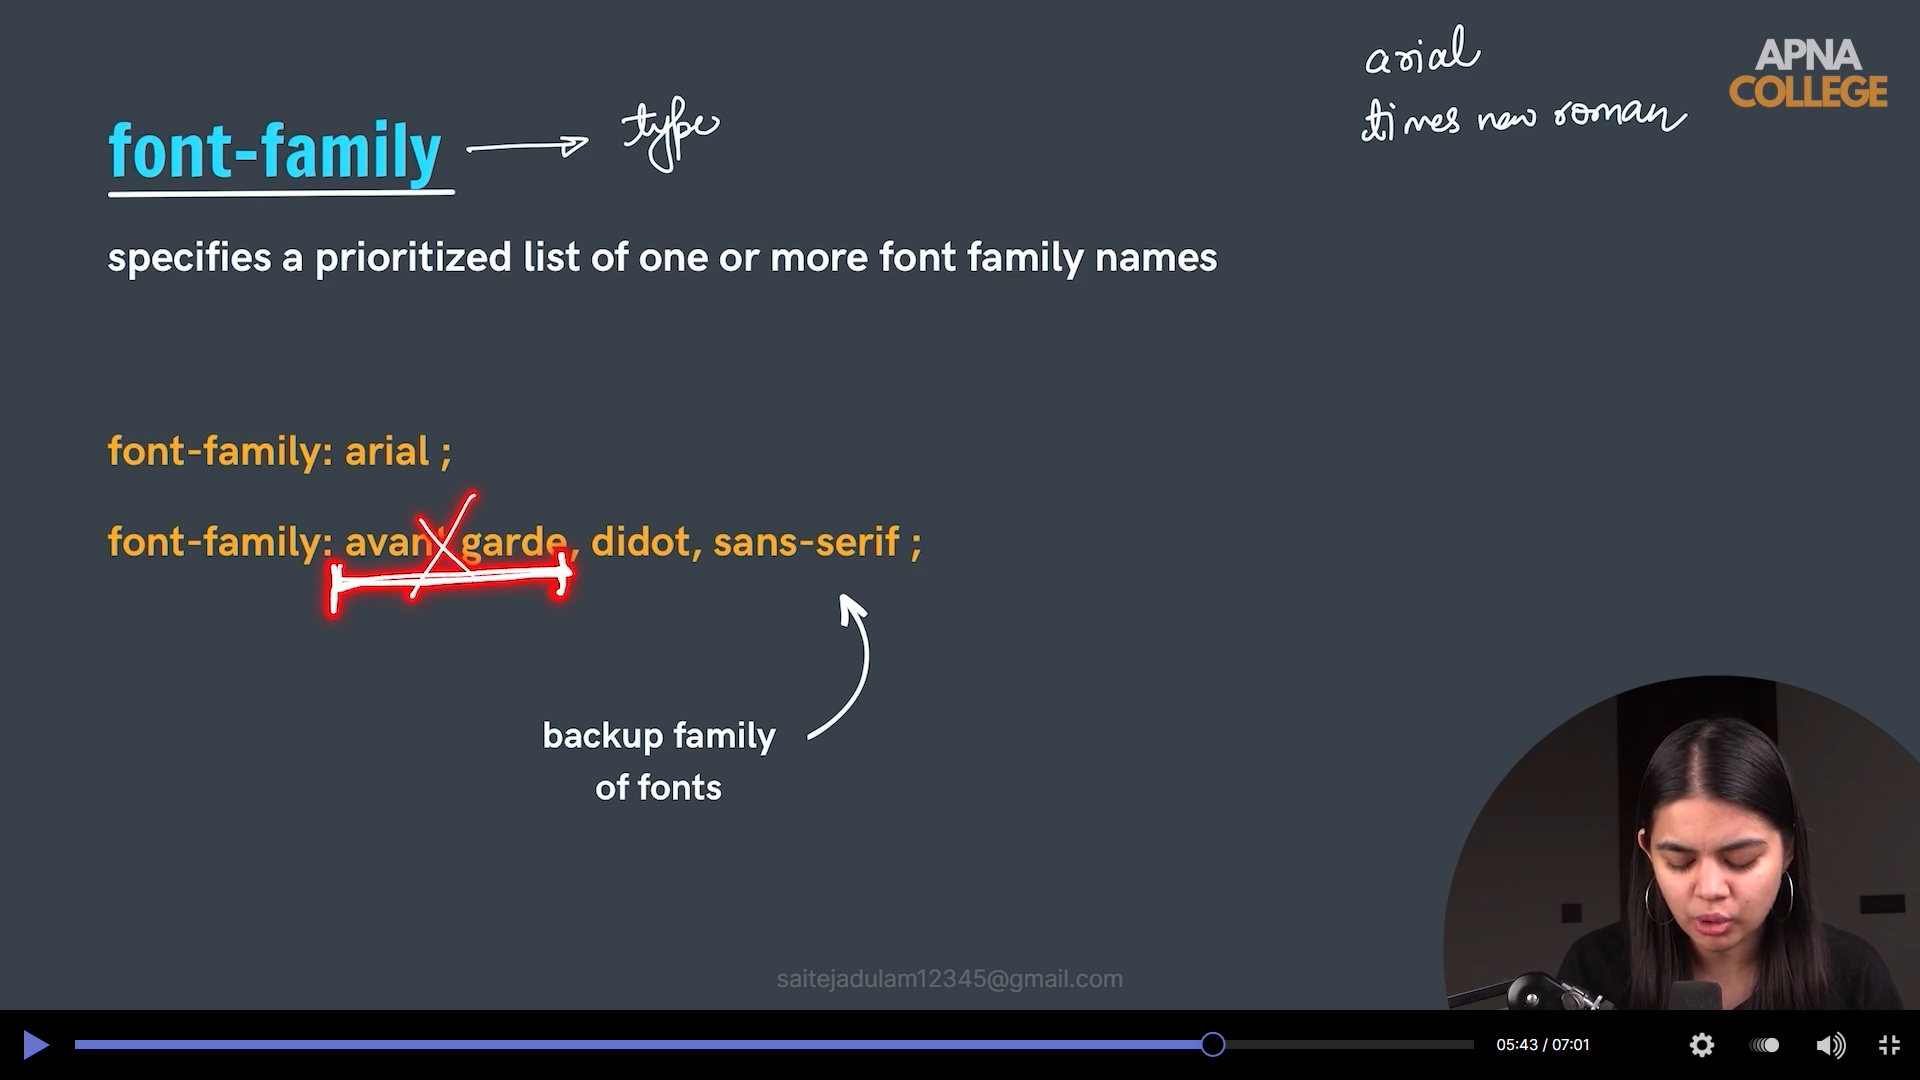 arial
times new roman
APNA
COLLEGE
font-family
type
specifies a prioritized list of one or more font family names
font-family: arial ;
font-family: avant garde, didot, sans-serif ;
backup family
of fonts
saitejadulam12345@gmail.com
05:43 / 07:01